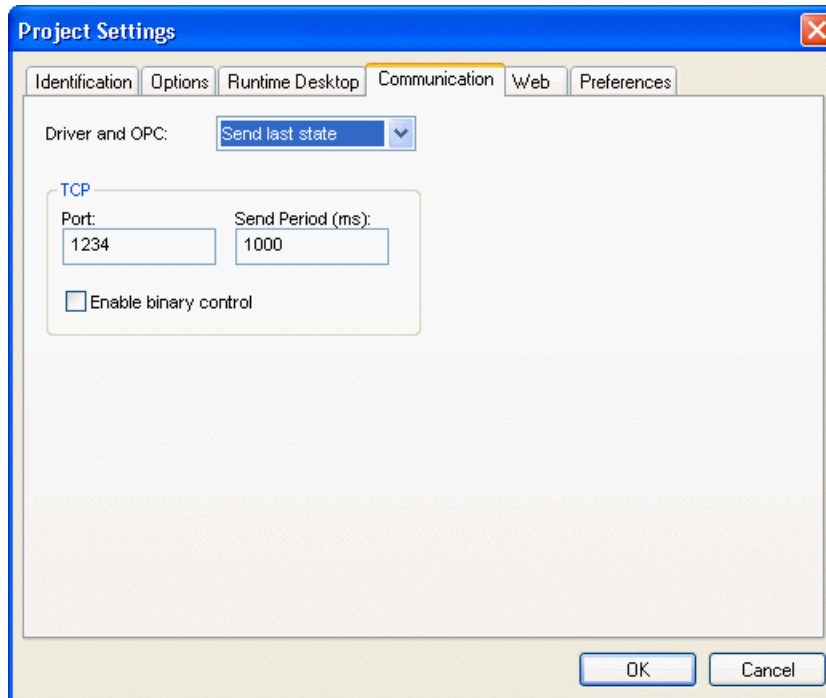 Project Settings
Identification Options Runtime Desktop Communication Web Preferences
Driver and OPC: Send last state
TCP
Port: Send Period (ms):
1234 1000
Enable binary control
OK Cancel